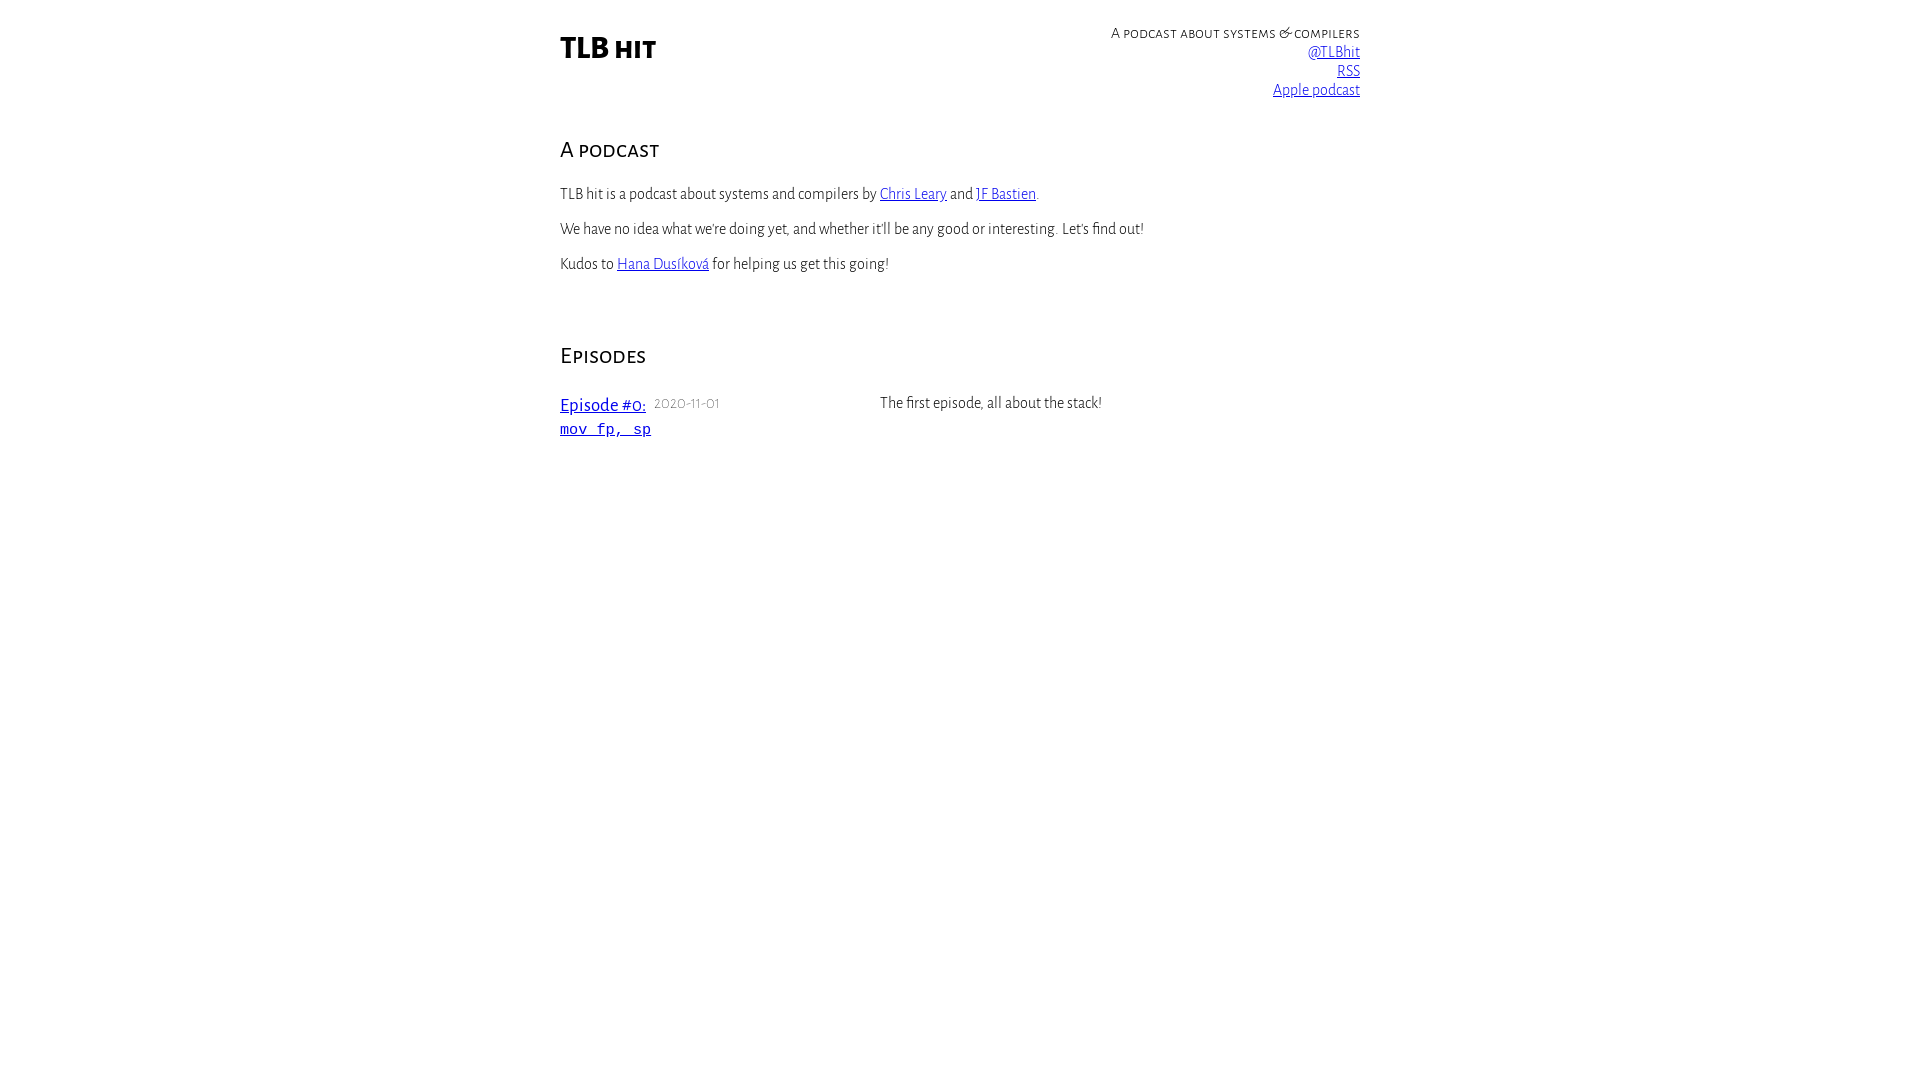 TLB hit
A podcast about systems & compilers
@TLBhit
RSS
Apple podcast
A podcast
TLB hit is a podcast about systems and compilers by Chris Leary and JF Bastien.
We have no idea what we're doing yet, and whether it'll be any good or interesting. Let's find out!
Kudos to Hana Dusíková for helping us get this going!
Episodes
Episode #0: 2020-11-01 The first episode, all about the stack!
mov fp, sp